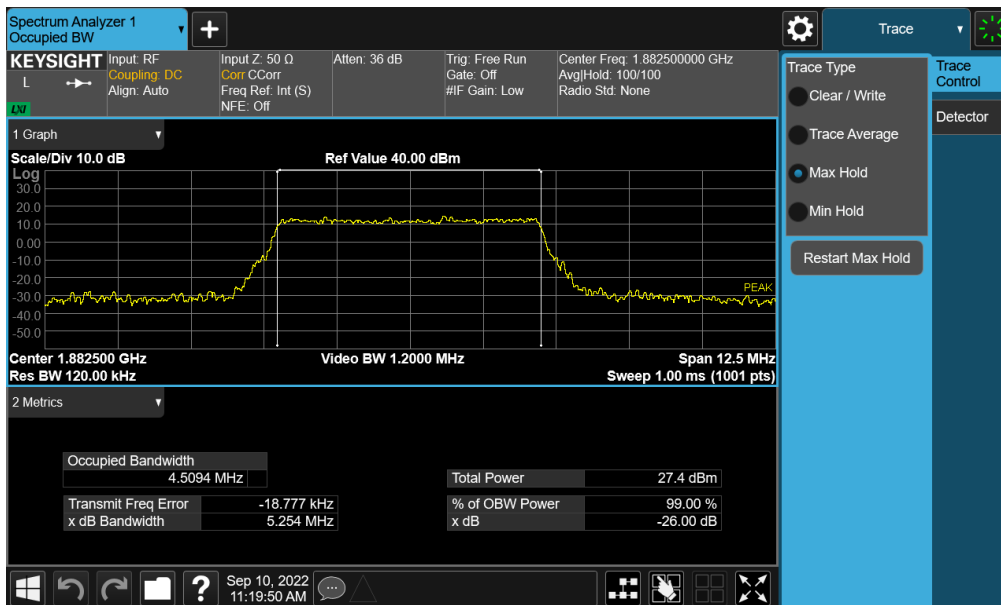 Spectrum Analyzer 1
Occupied BW
+
Trace
KEYSIGHT Input: RF Input Z: 50 Ω Atten: 36 dB Trig: Free Run Center Freq: 1.882500000 GHz
L Coupling: DC Corr CCorr Gate: Off Avg|Hold: 100/100
Align: Auto Freq Ref: Int (S) #IF Gain: Low Radio Std: None
LXI NFE: Off
Trace Type
Clear / Write
Trace Average
Max Hold
Min Hold
Restart Max Hold
Trace
Control
Detector
1 Graph
Scale/Div 10.0 dB Ref Value 40.00 dBm
Log
30.0
20.0
10.0
0.00
-10.0
-20.0
-30.0
-40.0
-50.0
PEAK
Center 1.882500 GHz Video BW 1.2000 MHz Span 12.5 MHz
Res BW 120.00 kHz Sweep 1.00 ms (1001 pts)
2 Metrics
Occupied Bandwidth
4.5094 MHz Total Power 27.4 dBm
Transmit Freq Error -18.777 kHz % of OBW Power 99.00 %
x dB Bandwidth 5.254 MHz x dB -26.00 dB
? Sep 10, 2022
11:19:50 AM